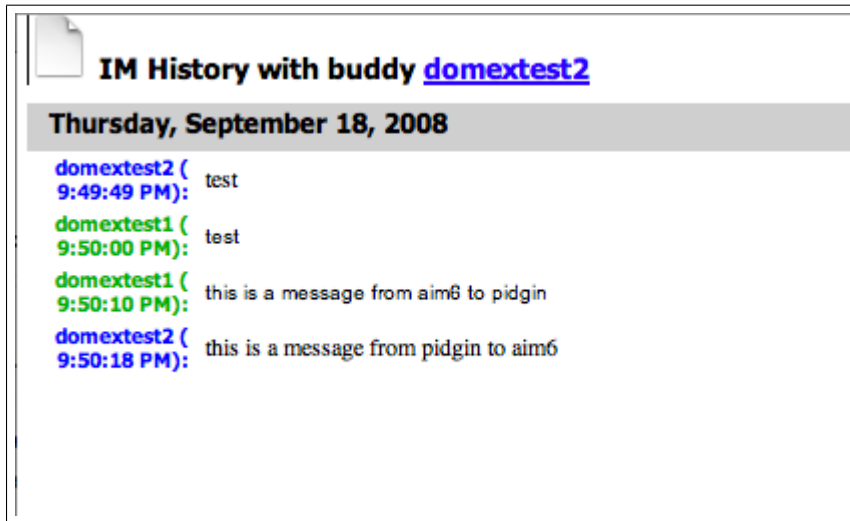 IM History with buddy domextest2
Thursday, September 18, 2008
domextest2 (
9:49:49 PM): test
domextest1 (
9:50:00 PM): test
domextest1 (
9:50:10 PM): this is a message from aim6 to pidgin
domextest2 (
9:50:18 PM): this is a message from pidgin to aim6